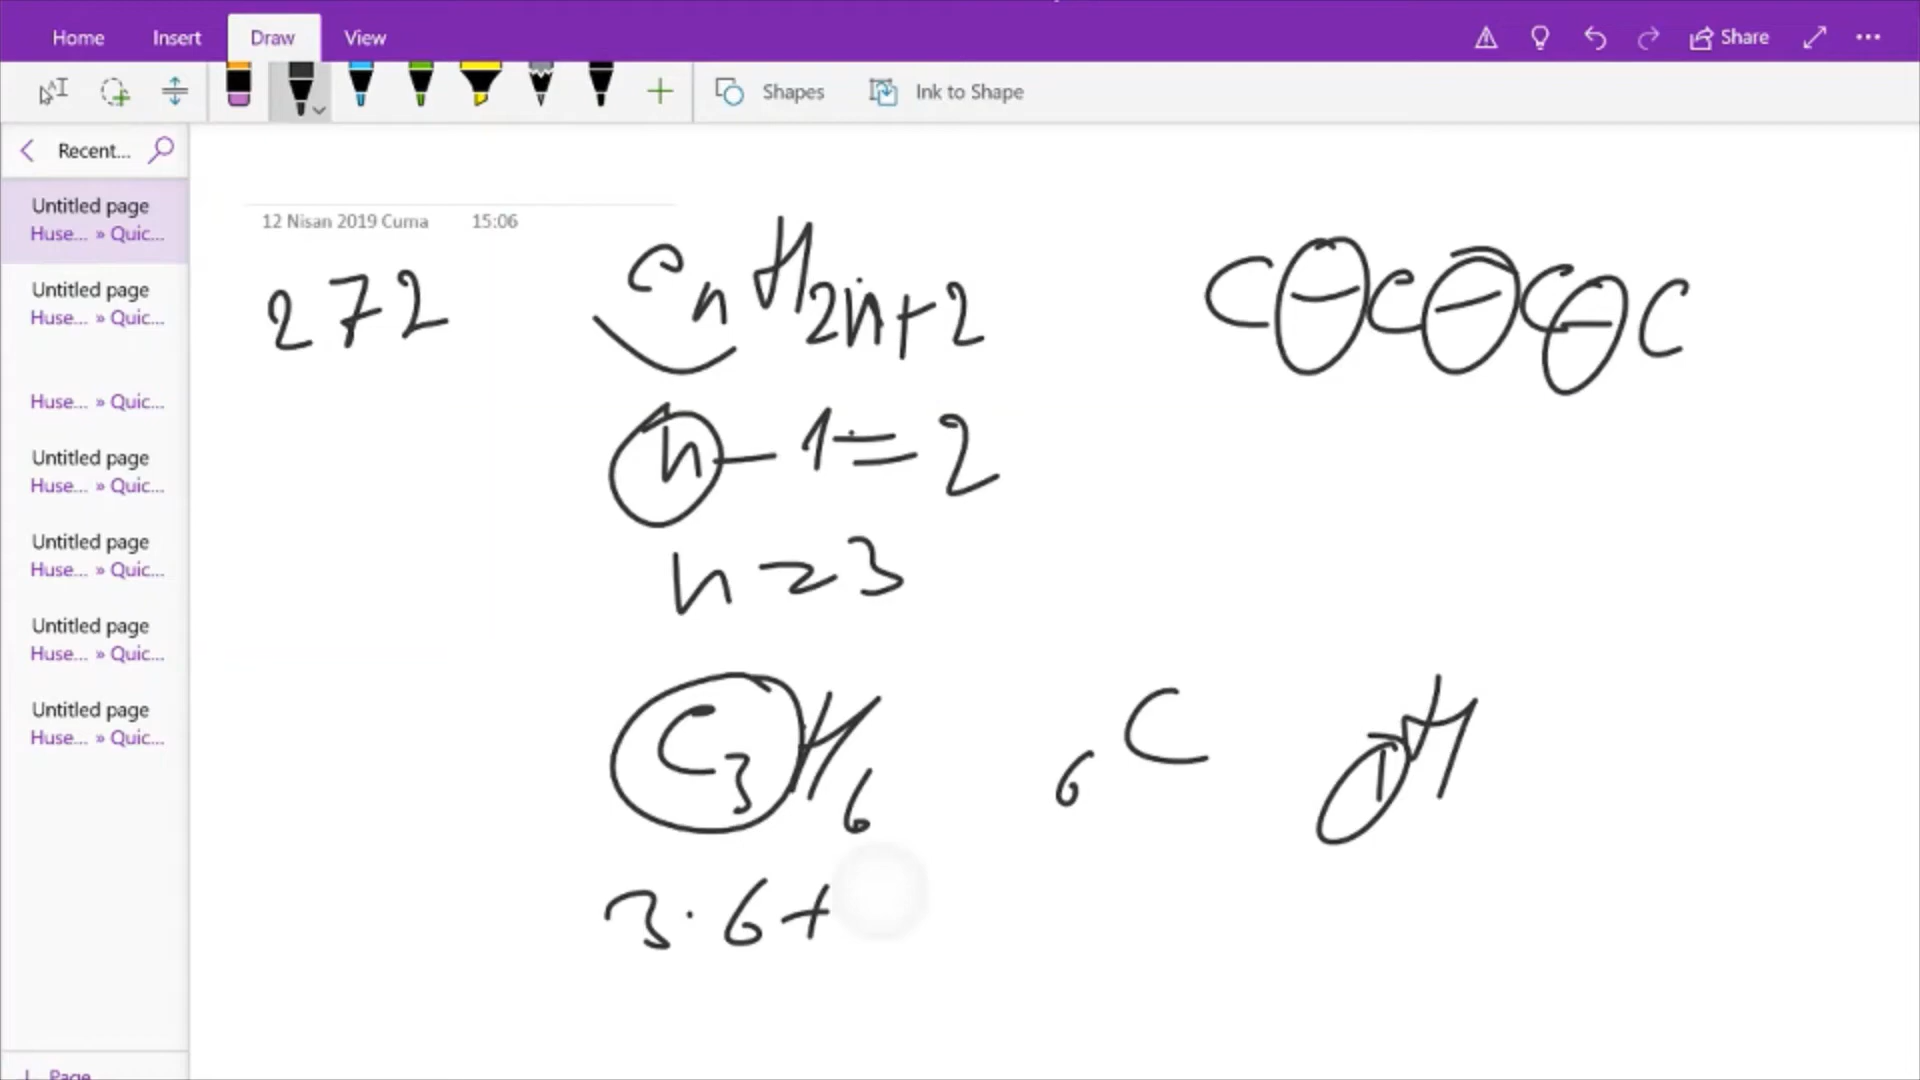 Home Insert Draw View Share
Shapes Ink to Shape
Recent...
Untitled page
Huse... » Quic...
Untitled page
Huse... » Quic...
Huse... » Quic...
Untitled page
Huse... » Quic...
Untitled page
Huse... » Quic...
Untitled page
Huse... » Quic...
Untitled page
Huse... » Quic...
Page
12 Nisan 2019 Cuma 15:06
272 CnH2n+2 C-C-C-C
n-1=2
n=3
C3H6 6C 1H
3.6+